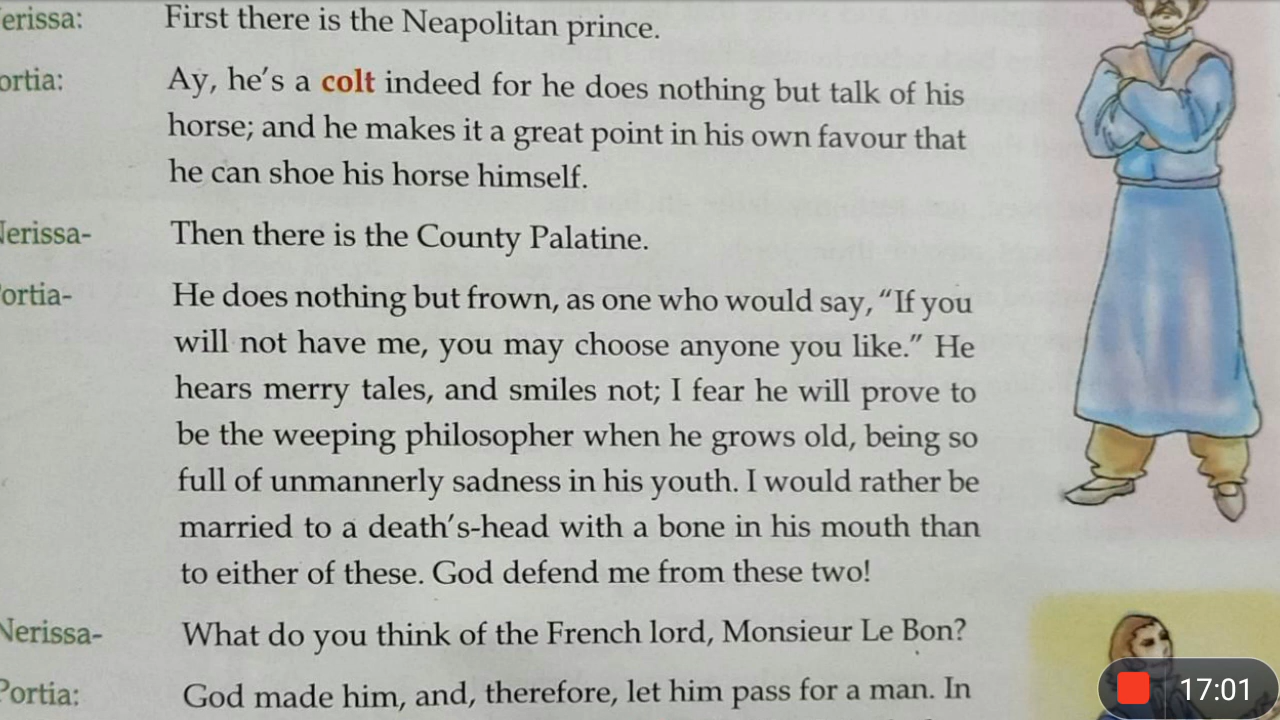 erissa: First there is the Neapolitan prince.
ortia: Ay, he's a colt indeed for he does nothing but talk of his
horse; and he makes it a great point in his own favour that
he can shoe his horse himself.
Nerissa- Then there is the County Palatine.
ortia- He does nothing but frown, as one who would say, “If you
will not have me, you may choose anyone you like.” He
hears merry tales, and smiles not; I fear he will prove to
be the weeping philosopher when he grows old, being so
full of unmannerly sadness in his youth. I would rather be
married to a death's-head with a bone in his mouth than
to either of these. God defend me from these two!
Nerissa- What do you think of the French lord, Monsieur Le Bon?
Portia: God made him, and, therefore, let him pass for a man. In
17:01